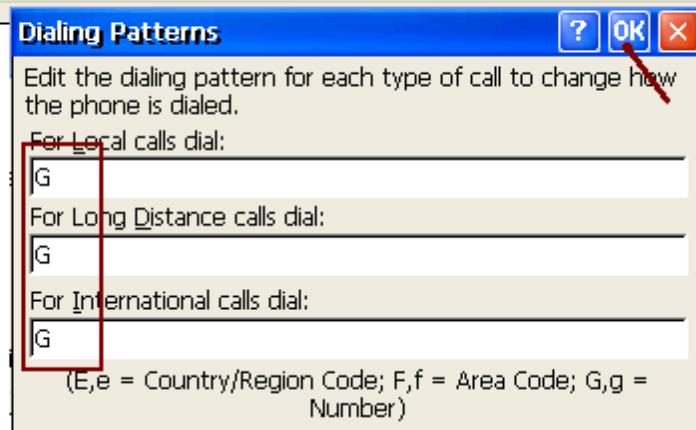 Dialing Patterns ? OK ×
Edit the dialing pattern for each type of call to change how
the phone is dialed.
For Local calls dial:
G
For Long Distance calls dial:
G
For International calls dial:
G
(E,e = Country/Region Code; F,f = Area Code; G,g =
Number)